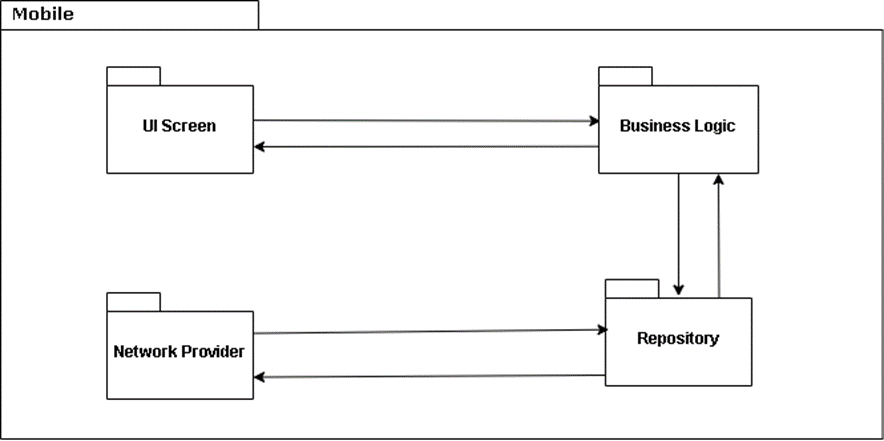 Mobile
UI Screen
Business Logic
Network Provider
Repository